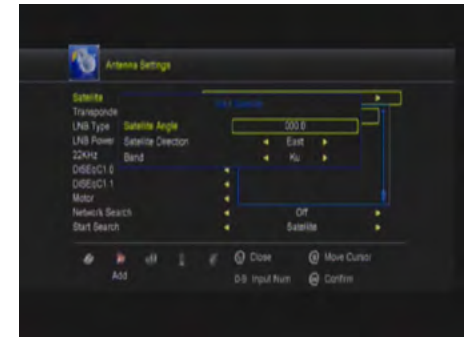 Antenna Settings
Satellite
Transponde
LNB Type
LNB Power
22KHz
DiSEqC1.0
DiSEqC1.1
Motor
Network Search Off
Start Search Satellite
Satellite Angle 000.0
Satellite Direction East
Band Ku
Close Move Cursor
Add 0-9 Input Num Confirm